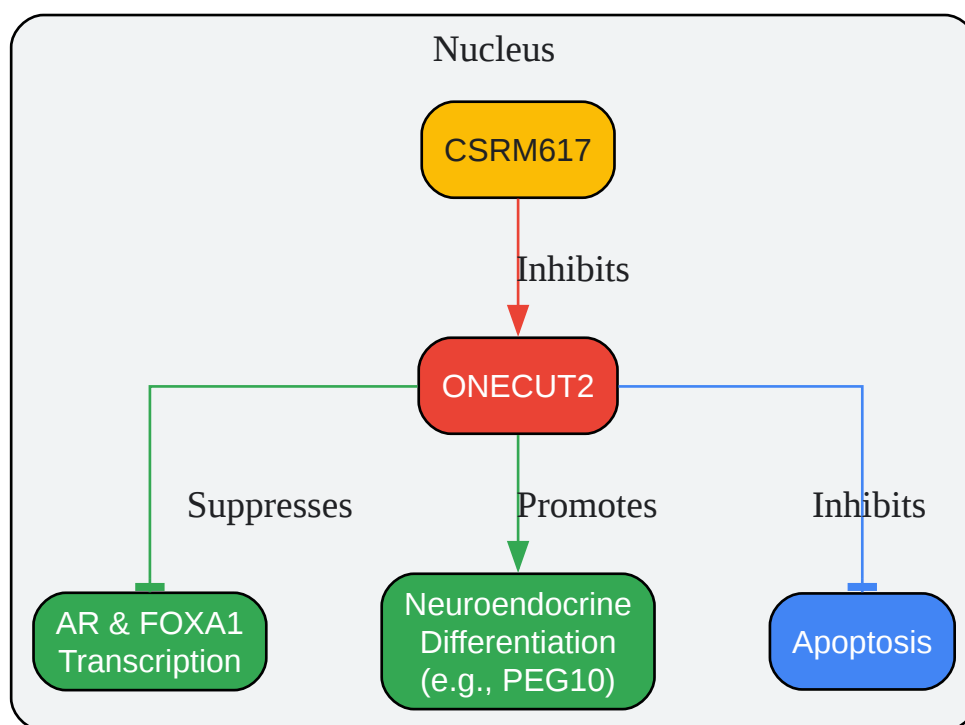 Nucleus
CSRM617
Inhibits
ONECUT2
Suppresses
Promotes
Inhibits
AR & FOXA1
Transcription
Neuroendocrine
Differentiation
(e.g., PEG10)
Apoptosis